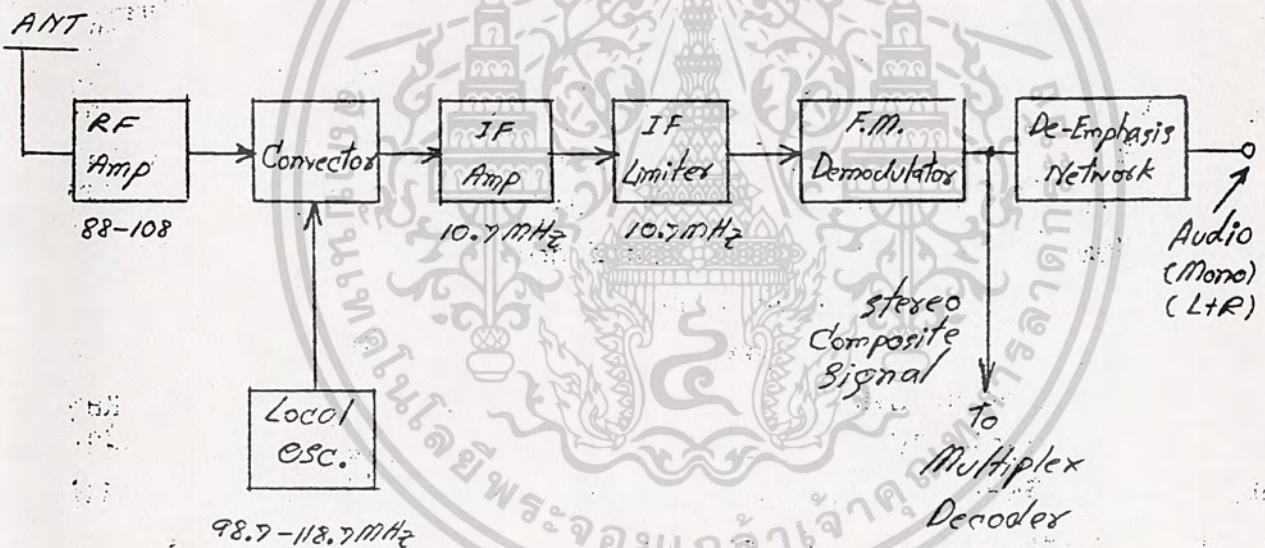 ANT
RF
Amp
88-108
Convector
IF
Amp
10.7MHz
IF
Limiter
10.7MHz
F.M.
Demodulator
De-Emphasis
Network
Audio
(Mono)
(L+R)
Local
osc.
98.7-118.7MHz
stereo
Composite
Signal
To
Multiplex
Decoder